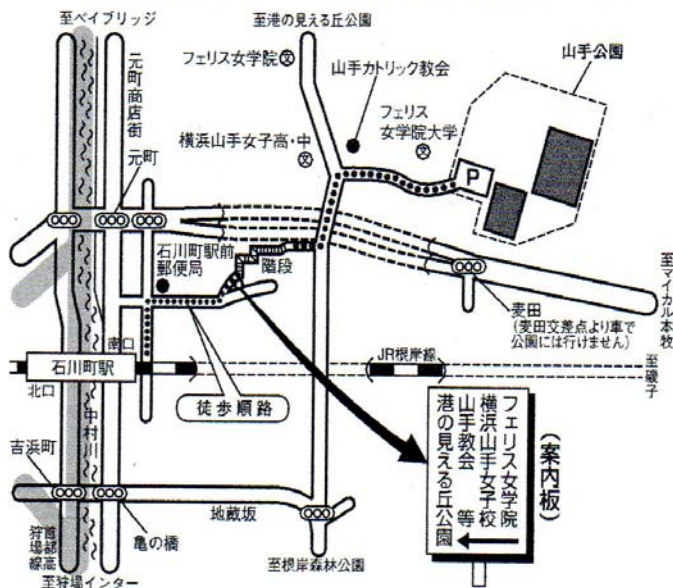 至ベイブリッジ
至港の見える丘公園
元町商店街
フェリス女学院
文
山手カトリック教会
山手公園
フェリス
女学院大学
文
横浜山手女子高・中
文
元町
P
石川町駅前
郵便局
階段
至マイカル本牧
麦田
(麦田交差点より車で
公園には行けません)
南口
石川町駅
北口
JR根岸線
至磯子
徒歩順路
中村川
吉浜町
亀の橋
地蔵坂
首都高
狩場線
至狩場インター
至根岸森林公園
(案内板)
フェリス女学院
横浜山手女子校
山手教会 等
港の見える丘公園